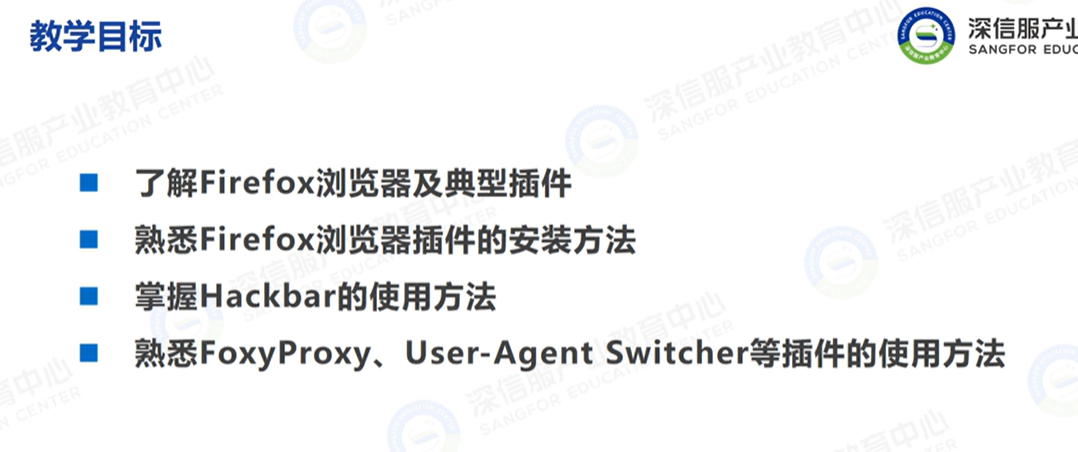 教学目标
深信服产业
SANGFOR EDUC
了解Firefox浏览器及典型插件
熟悉Firefox浏览器插件的安装方法
掌握Hackbar的使用方法
熟悉FoxyProxy、User-Agent Switcher等插件的使用方法
深信服产业教育中心
SANGFOR EDUCATION CENTER